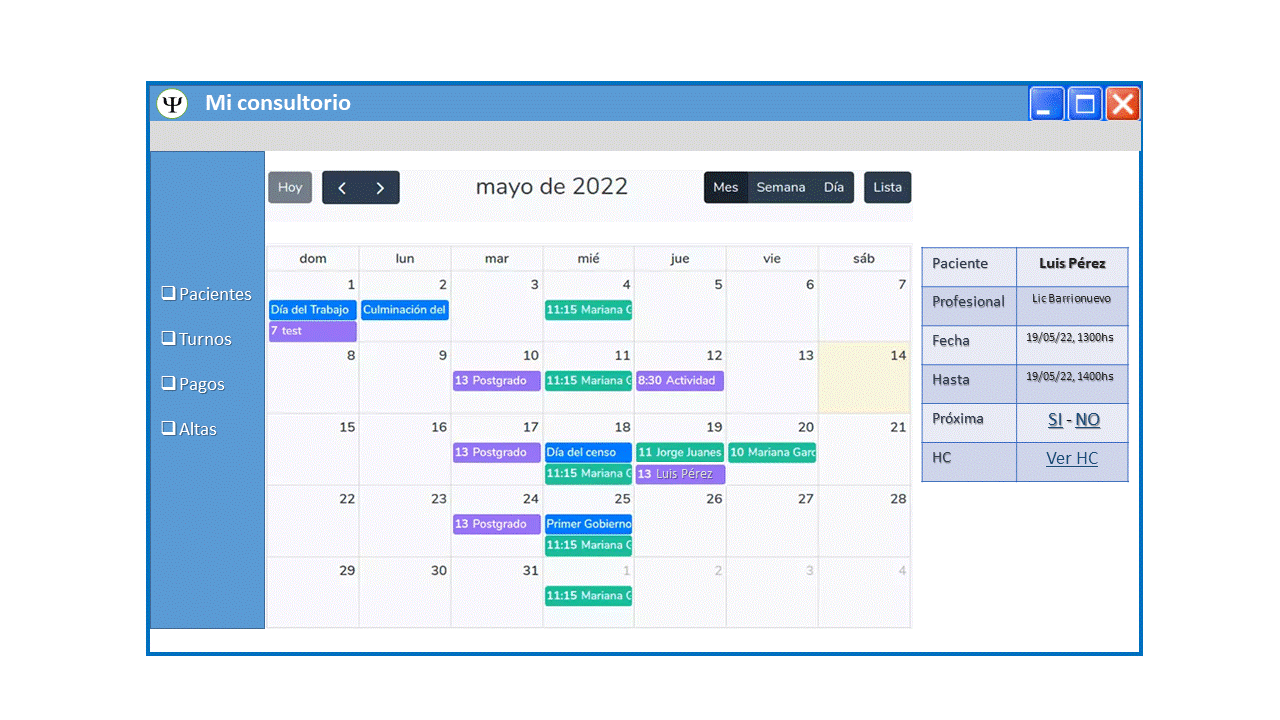 Ψ Mi consultorio
Hoy mayo de 2022 Mes Semana Día Lista
dom lun mar mié jue vie sáb
1 2 3 4 5 6 7
Día del Trabajo Culminación del 11:15 Mariana G
7 test
8 9 10 11 12 13 14
13 Postgrado 11:15 Mariana G 8:30 Actividad
15 16 17 18 19 20 21
13 Postgrado Día del censo 11 Jorge Juanes 10 Mariana Garc
11:15 Mariana G 13 Luis Pérez
22 23 24 25 26 27 28
13 Postgrado Primer Gobierno
11:15 Mariana G
29 30 31 1 2 3 4
11:15 Mariana G
Pacientes
Turnos
Pagos
Altas
Paciente Luis Pérez
Profesional Lic Barrionuevo
Fecha 19/05/22, 1300hs
Hasta 19/05/22, 1400hs
Próxima SI - NO
HC Ver HC